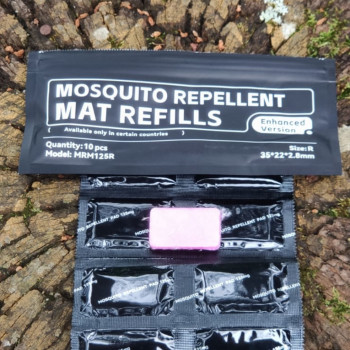 MOSQUITO REPELLENT
MAT REFILLS
Enhanced
Version
( Available only in certain countries )
Quantity: 10 pcs
Size: R
Model: MRM125R
35*22*2.8mm